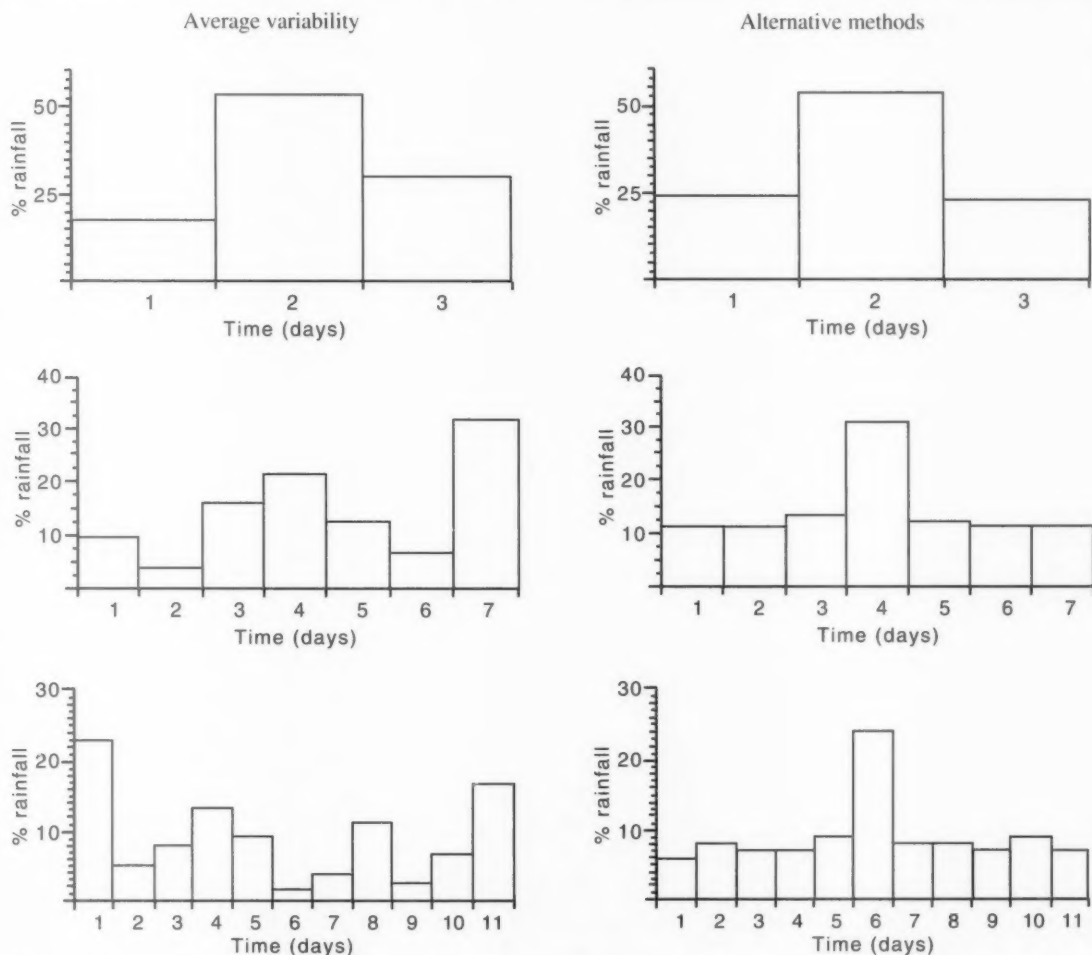 Average variability
Alternative methods
50
25
% rainfall
1 2 3
Time (days)
50
25
% rainfall
1 2 3
Time (days)
40
30
20
10
% rainfall
1 2 3 4 5 6 7
Time (days)
40
30
20
10
% rainfall
1 2 3 4 5 6 7
Time (days)
30
20
10
% rainfall
1 2 3 4 5 6 7 8 9 10 11
Time (days)
30
20
10
% rainfall
1 2 3 4 5 6 7 8 9 10 11
Time (days)